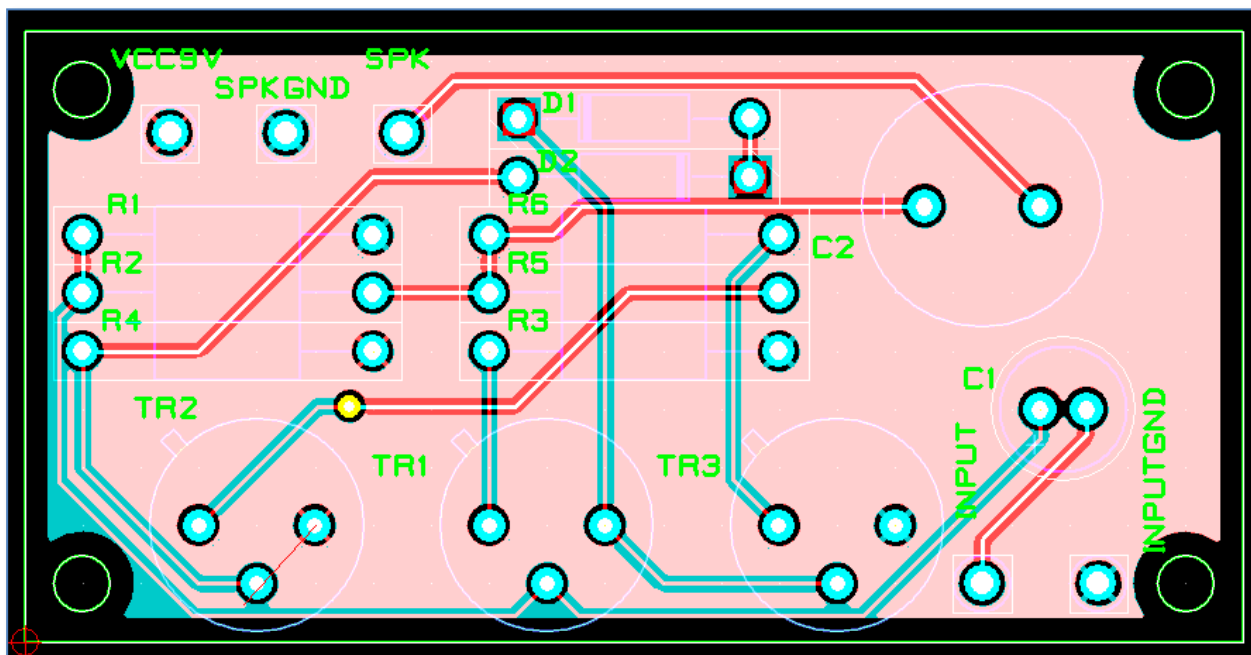 VCC9V
SPK
SPKGND
D1
D2
R1
R6
R2
R5
C2
R4
R3
C1
TR2
TR1
TR3
INPUT
INPUTGND